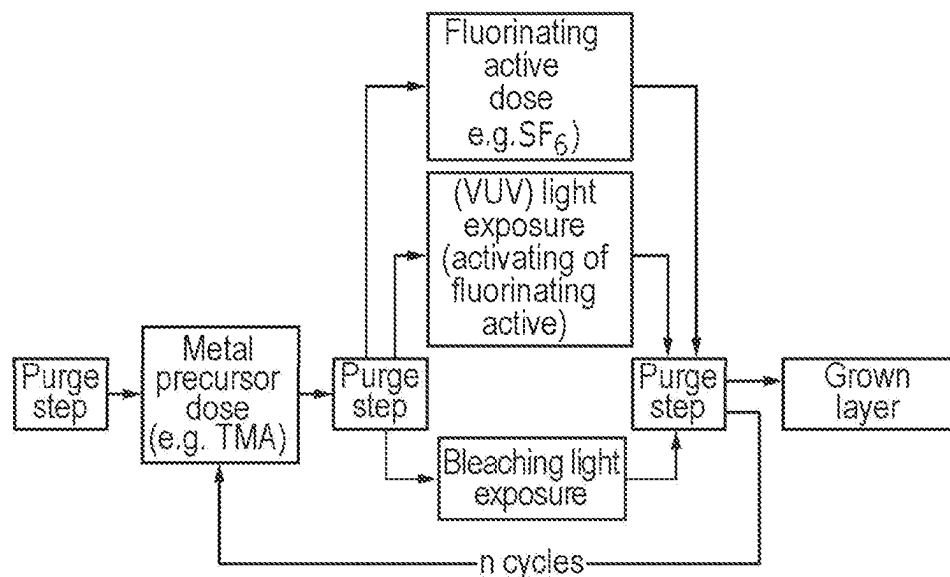 Fluorinating
active
dose
e.g. SF6)
(VUV) light
exposure
(activating of
fluorinating
active)
Purge
step
Metal
precursor
dose
(e.g. TMA)
Purge
step
Purge
step
Grown
layer
Bleaching light
exposure
n cycles